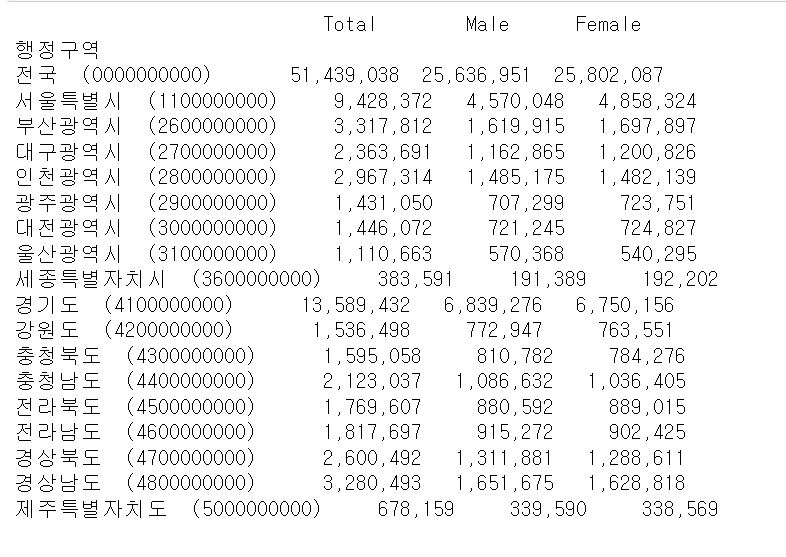 Total Male Female
행정구역
전국 (0000000000) 51,439,038 25,636,951 25,802,087
서울특별시 (1100000000) 9,428,372 4,570,048 4,858,324
부산광역시 (2600000000) 3,317,812 1,619,915 1,697,897
대구광역시 (2700000000) 2,363,691 1,162,865 1,200,826
인천광역시 (2800000000) 2,967,314 1,485,175 1,482,139
광주광역시 (2900000000) 1,431,050 707,299 723,751
대전광역시 (3000000000) 1,446,072 721,245 724,827
울산광역시 (3100000000) 1,110,663 570,368 540,295
세종특별자치시 (3600000000) 383,591 191,389 192,202
경기도 (4100000000) 13,589,432 6,839,276 6,750,156
강원도 (4200000000) 1,536,498 772,947 763,551
충청북도 (4300000000) 1,595,058 810,782 784,276
충청남도 (4400000000) 2,123,037 1,086,632 1,036,405
전라북도 (4500000000) 1,769,607 880,592 889,015
전라남도 (4600000000) 1,817,697 915,272 902,425
경상북도 (4700000000) 2,600,492 1,311,881 1,288,611
경상남도 (4800000000) 3,280,493 1,651,675 1,628,818
제주특별자치도 (5000000000) 678,159 339,590 338,569